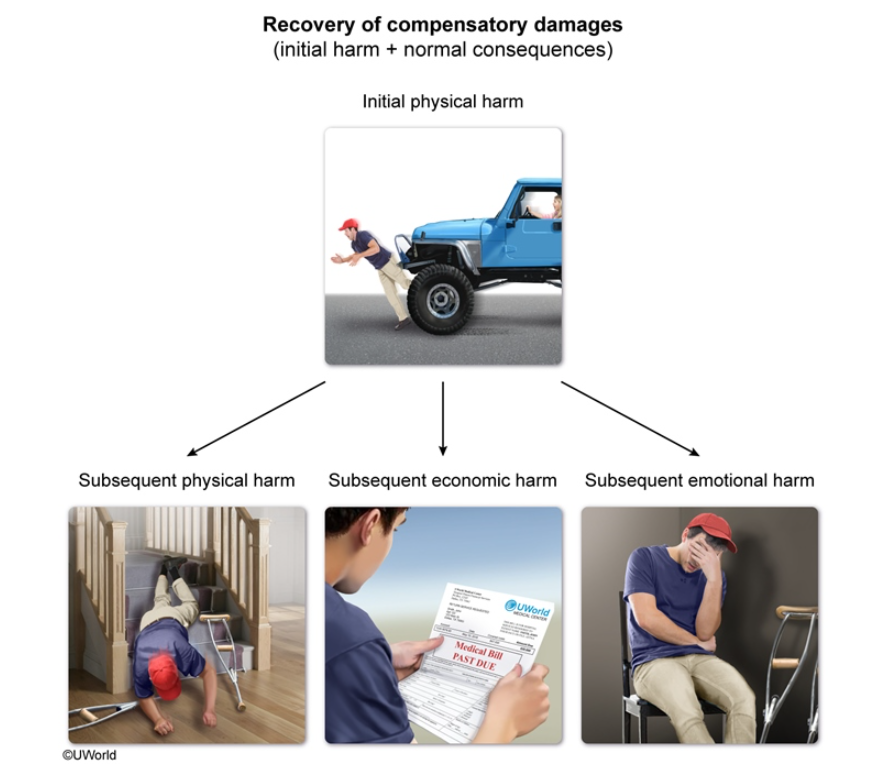 Recovery of compensatory damages
(initial harm + normal consequences)
Initial physical harm
Subsequent physical harm
Subsequent economic harm
Subsequent emotional harm
UWorld
MEDICAL CENTER
Medical Bill
PAST DUE
©UWorld